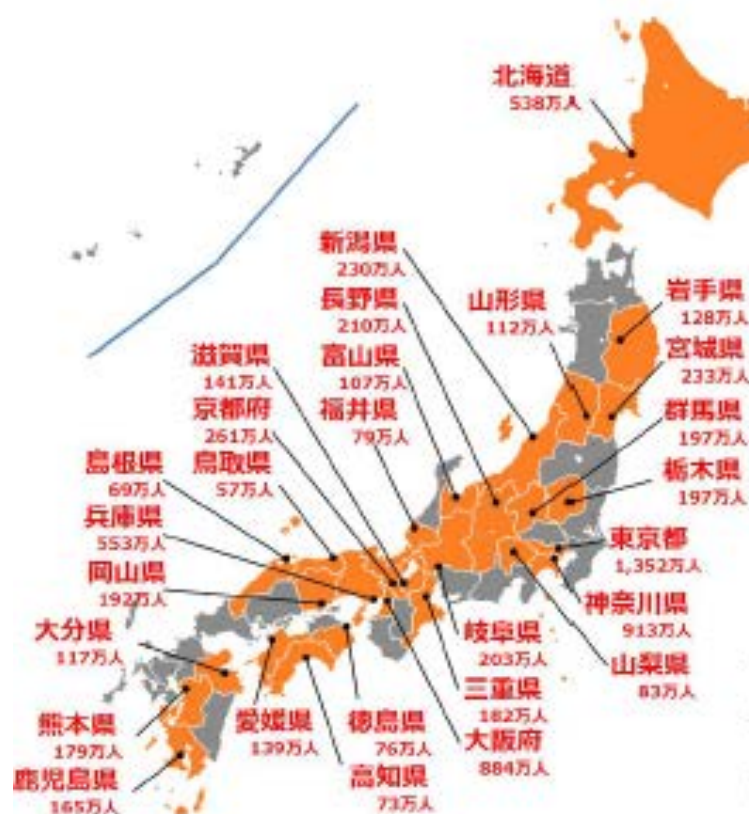 北海道
538万人
新潟県
230万人
長野県
210万人
山形県
112万人
岩手県
128万人
宮城県
233万人
滋賀県
141万人
富山県
107万人
京都府
261万人
福井県
79万人
群馬県
197万人
島根県
69万人
鳥取県
57万人
栃木県
197万人
兵庫県
553万人
東京都
1,352万人
岡山県
192万人
神奈川県
913万人
大分県
117万人
岐阜県
203万人
山梨県
83万人
三重県
182万人
熊本県
179万人
愛媛県
139万人
徳島県
76万人
大阪府
884万人
鹿児島県
165万人
高知県
73万人